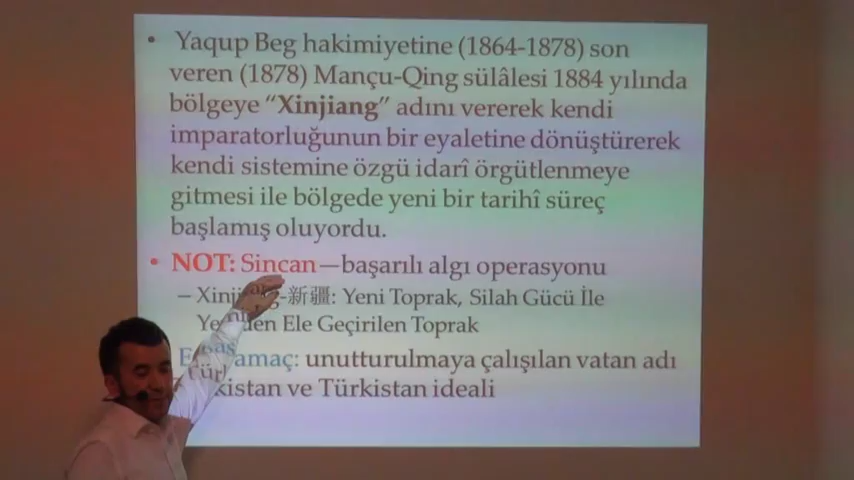 • Yaqup Beg hakimiyetine (1864-1878) son
veren (1878) Mançu-Qing sülâlesi 1884 yılında
bölgeye “Xinjiang” adını vererek kendi
imparatorluğunun bir eyaletine dönüştürerek
kendi sistemine özgü idarî örgütlenmeye
gitmesi ile bölgede yeni bir tarihî süreç
başlamış oluyordu.
• NOT: Sincan—başarılı algı operasyonu
– Xinjiang-新疆: Yeni Toprak, Silah Gücü İle
Ele Geçirilen Toprak
amaç: unutturulmaya çalışılan vatan adı
ve Türkistan ideali